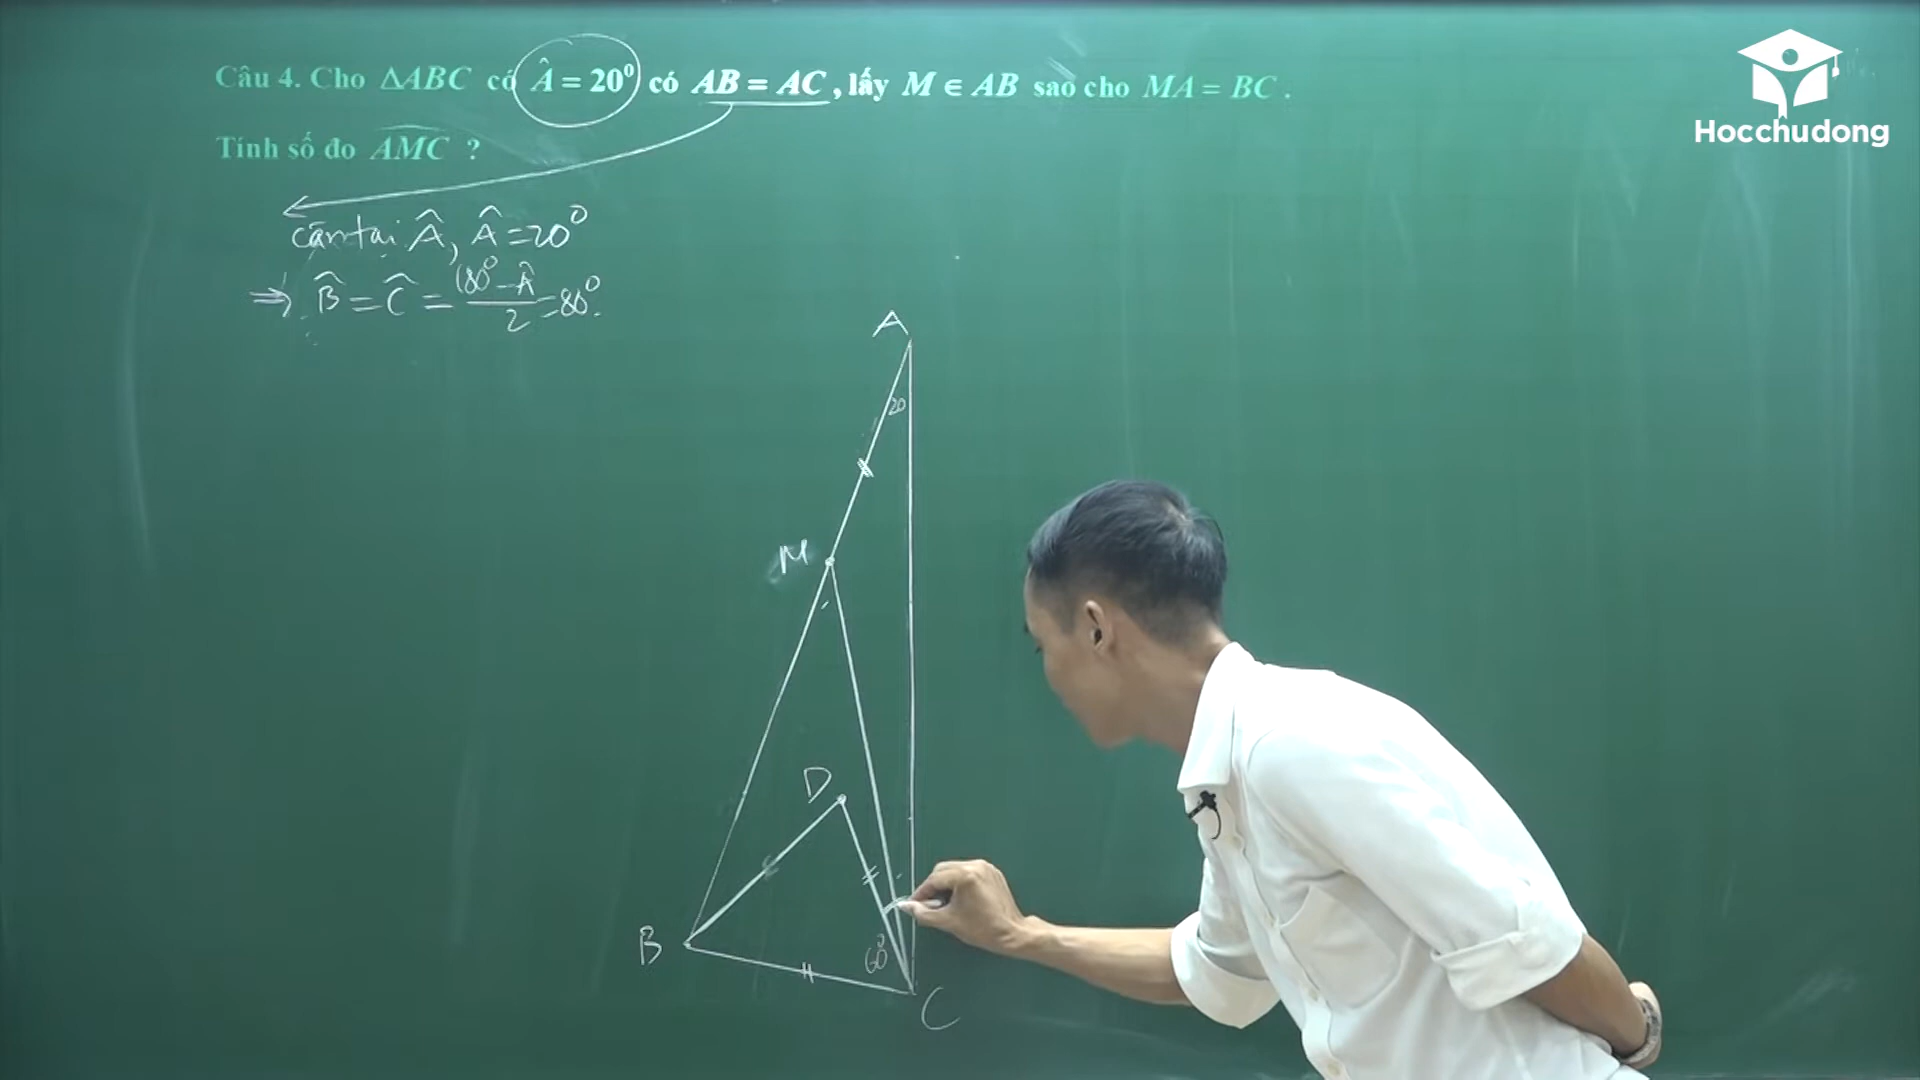 Câu 4. Cho ΔABC có Â = 20⁰ có AB = AC, lấy M ∈ AB sao cho MA = BC.
Tính số đo AMC ?
Hocchudong
cân tại Â, Â = 20⁰
⇒ B̂ = Ĉ = (180⁰ - Â)/2 = 80⁰.
A
20
M
D
B
60⁰
C